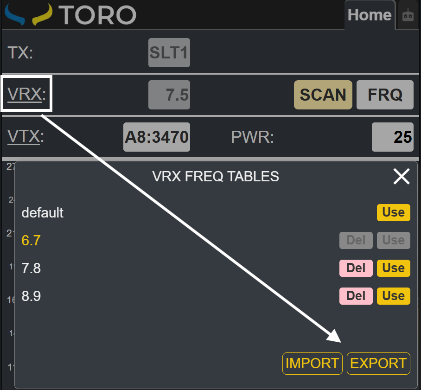 TORO Home
TX: SLT1
VRX: 7.5 SCAN FRQ
VTX: A8:3470 PWR: 25
VRX FREQ TABLES
default Use
6.7 Del Use
7.8 Del Use
8.9 Del Use
IMPORT EXPORT